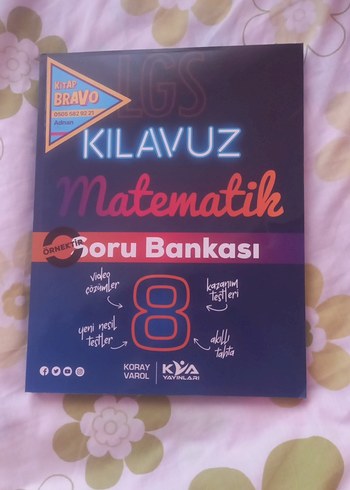 LGS
KİTAP
BRAVO
Adnan
KILAVUZ
Matematik
ÖRNEKTİR
Soru Bankası
video
çözümler
kazanım
testleri
8
yeni nesil
testler
akıllı
tahta
KORAY
VAROL
KVA
YAYINLARI